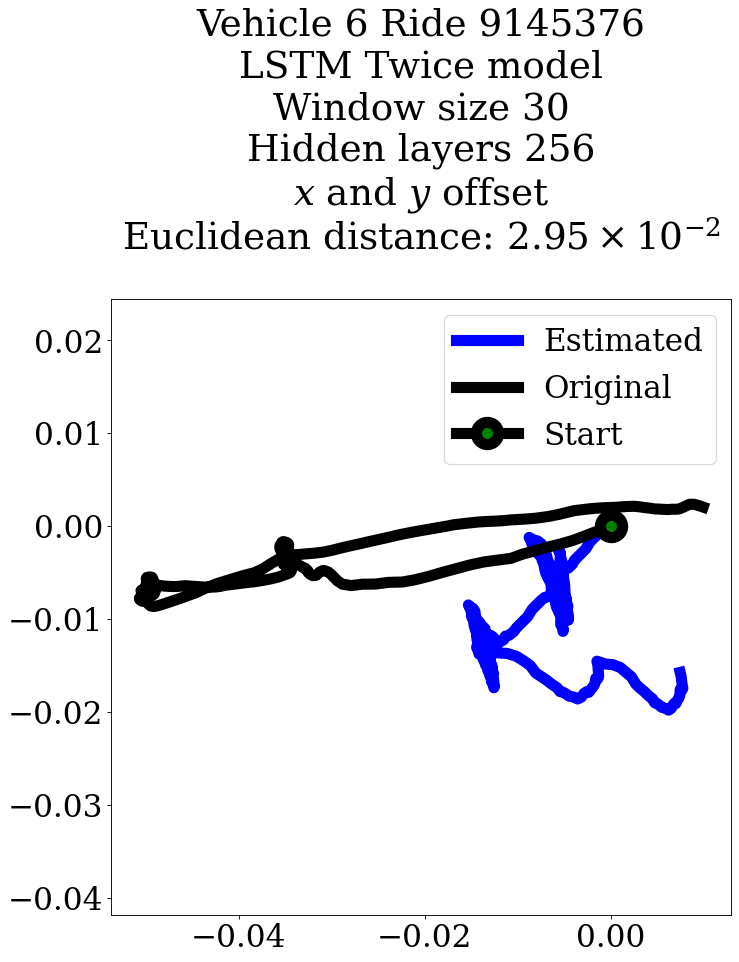 Vehicle 6 Ride 9145376
LSTM Twice model
Window size 30
Hidden layers 256
x and y offset
Euclidean distance: 2.95 × 10⁻²
Estimated
Original
Start
0.02
0.01
0.00
−0.01
−0.02
−0.03
−0.04
−0.04 −0.02 0.00